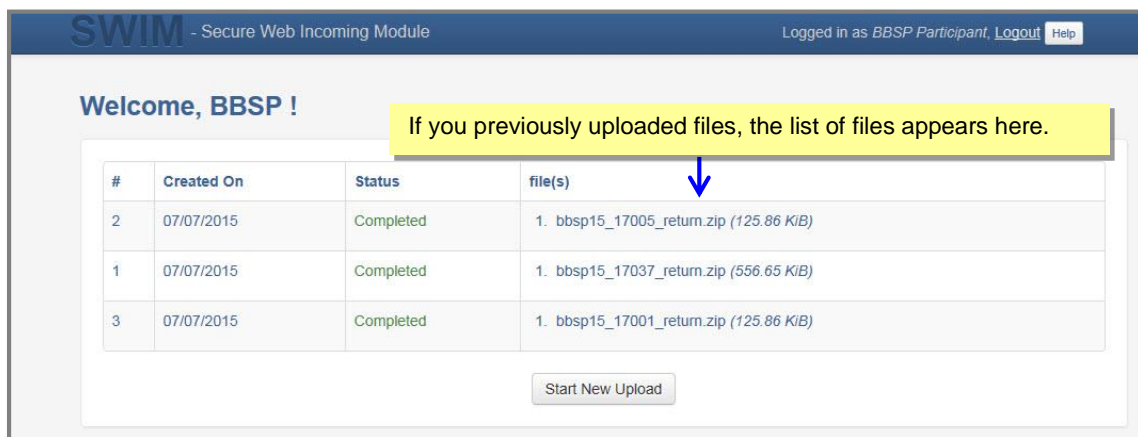 SWIM - Secure Web Incoming Module Logged in as BBSP Participant, Logout Help
Welcome, BBSP !
If you previously uploaded files, the list of files appears here.
# Created On Status file(s)
2 07/07/2015 Completed 1. bbsp15_17005_return.zip (125.86 KiB)
1 07/07/2015 Completed 1. bbsp15_17037_return.zip (556.65 KiB)
3 07/07/2015 Completed 1. bbsp15_17001_return.zip (125.86 KiB)
Start New Upload